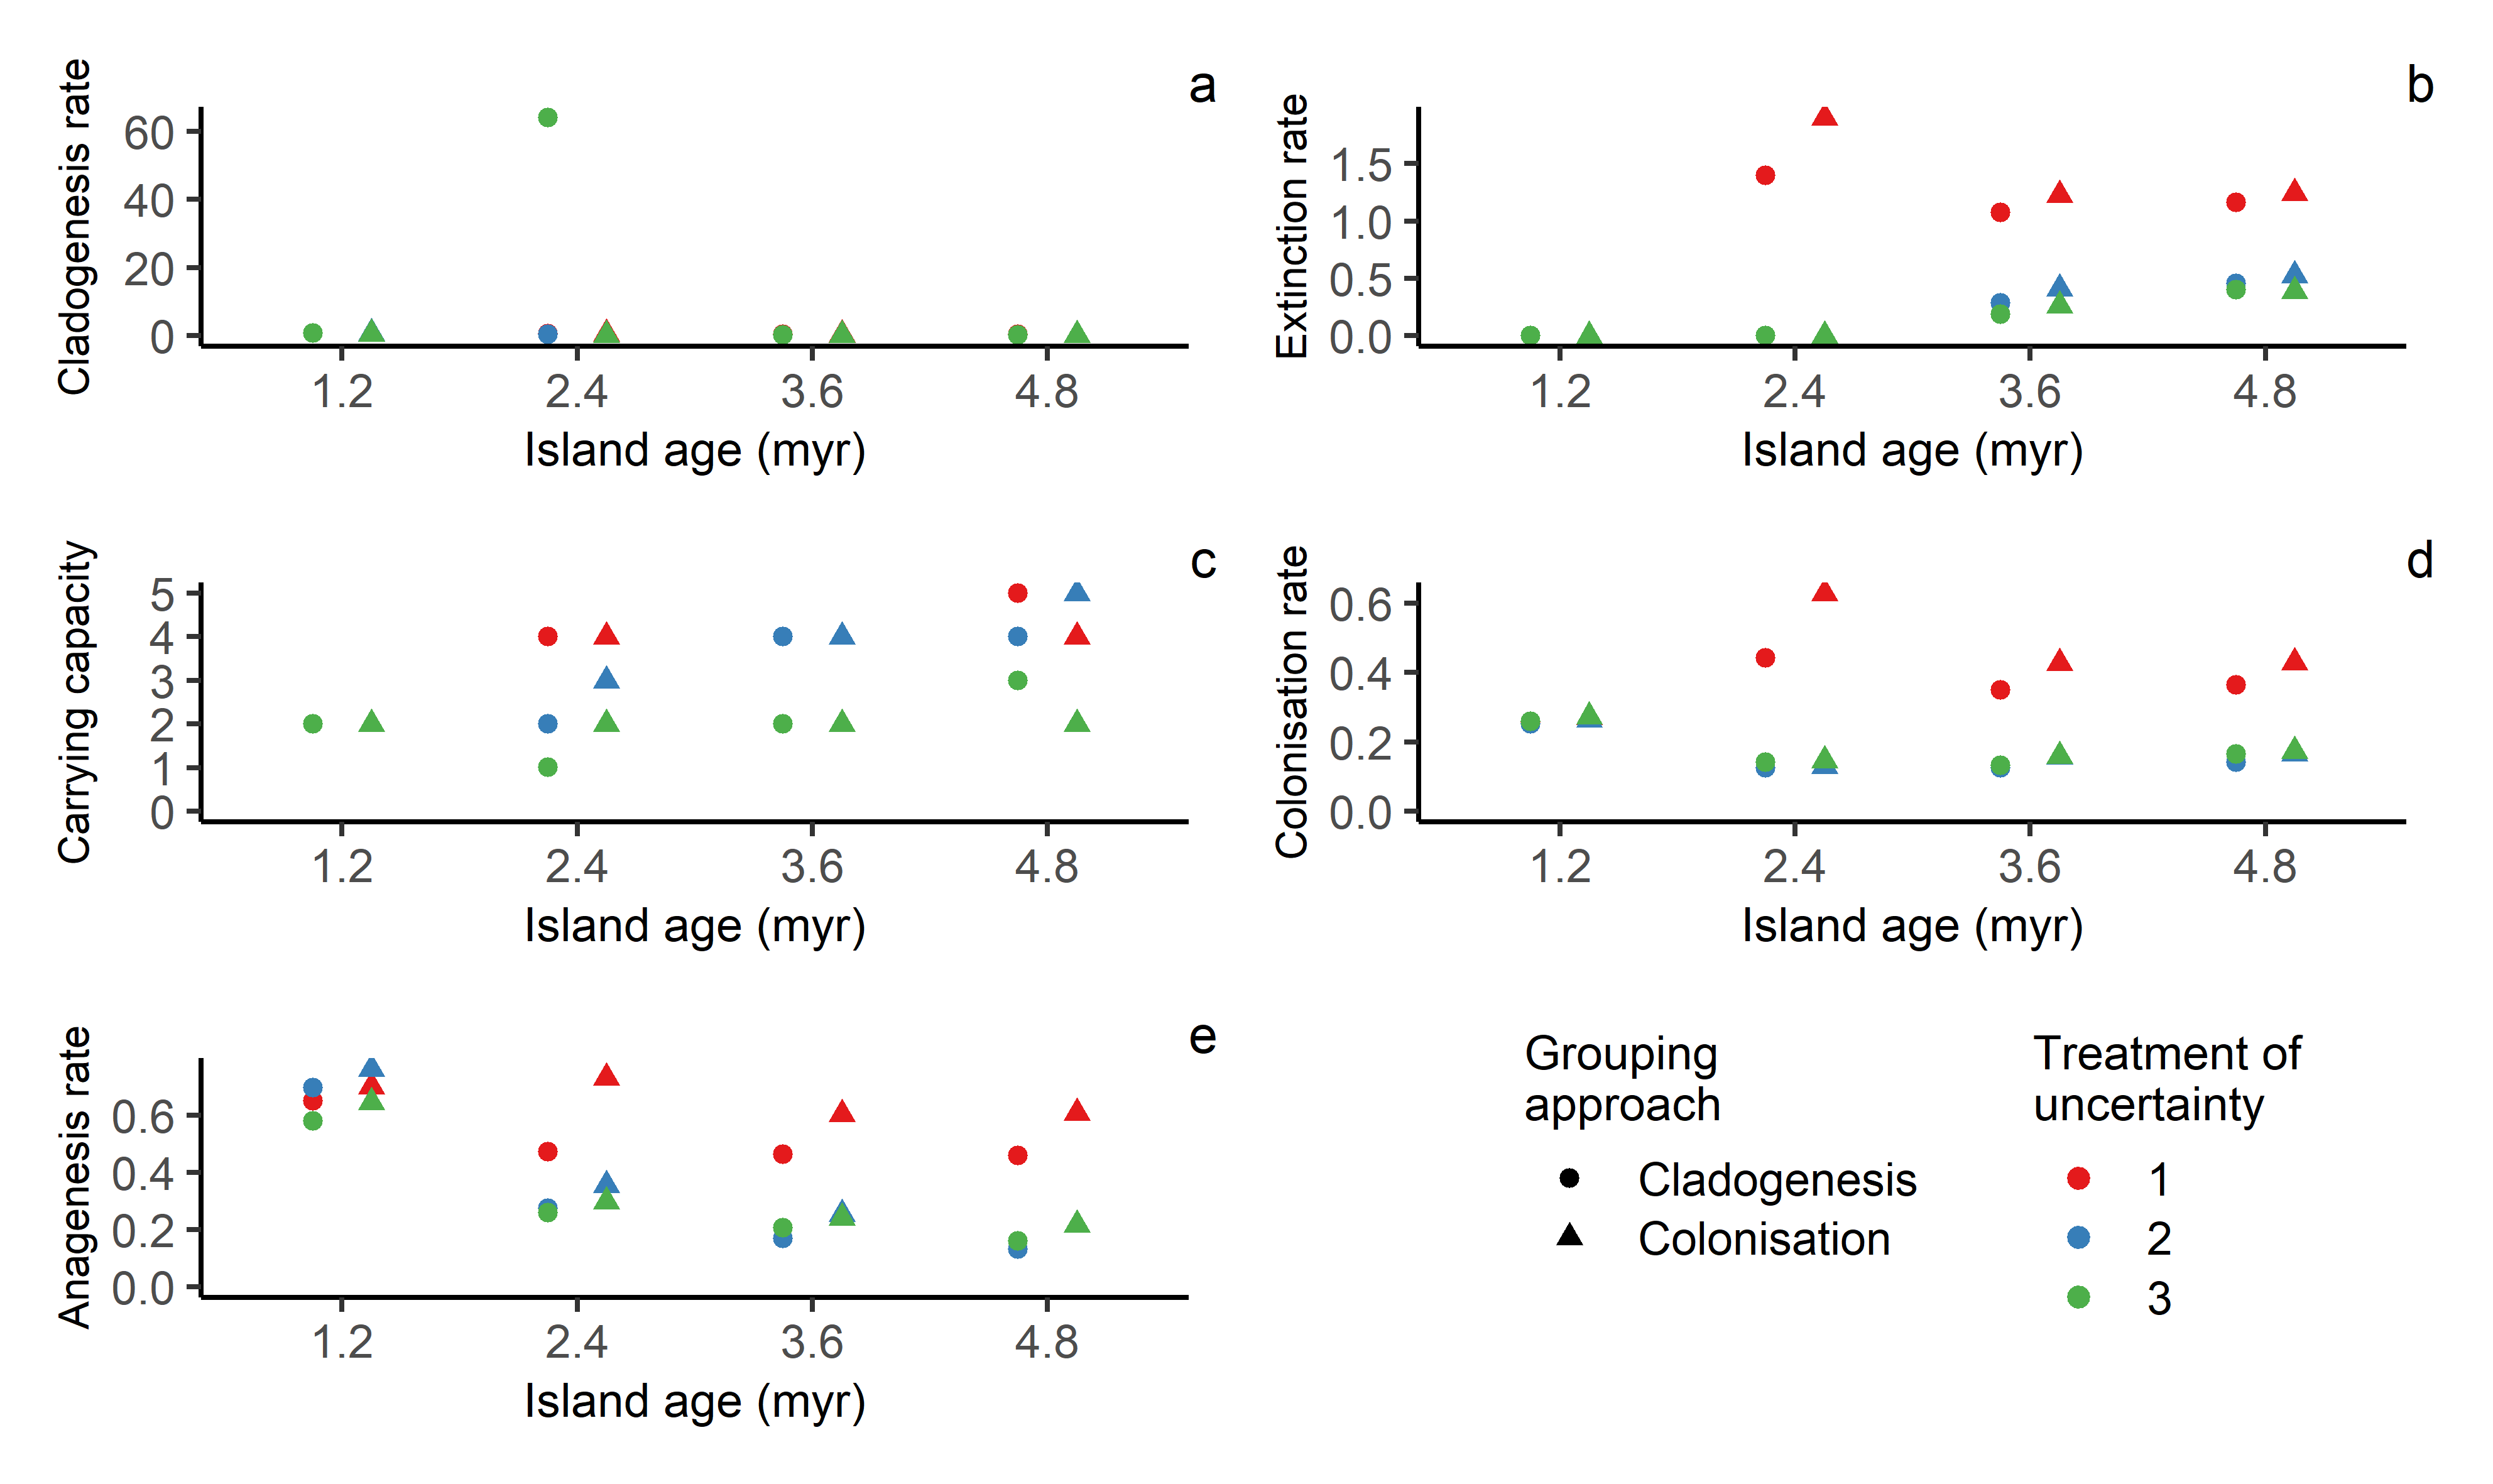 a
Cladogenesis rate
60
40
20
0
1.2 2.4 3.6 4.8
Island age (myr)
b
Extinction rate
1.5
1.0
0.5
0.0
1.2 2.4 3.6 4.8
Island age (myr)
c
Carrying capacity
5
4
3
2
1
0
1.2 2.4 3.6 4.8
Island age (myr)
d
Colonisation rate
0.6
0.4
0.2
0.0
1.2 2.4 3.6 4.8
Island age (myr)
e
Anagenesis rate
0.6
0.4
0.2
0.0
1.2 2.4 3.6 4.8
Island age (myr)
Grouping
approach
Cladogenesis
Colonisation
Treatment of
uncertainty
1
2
3